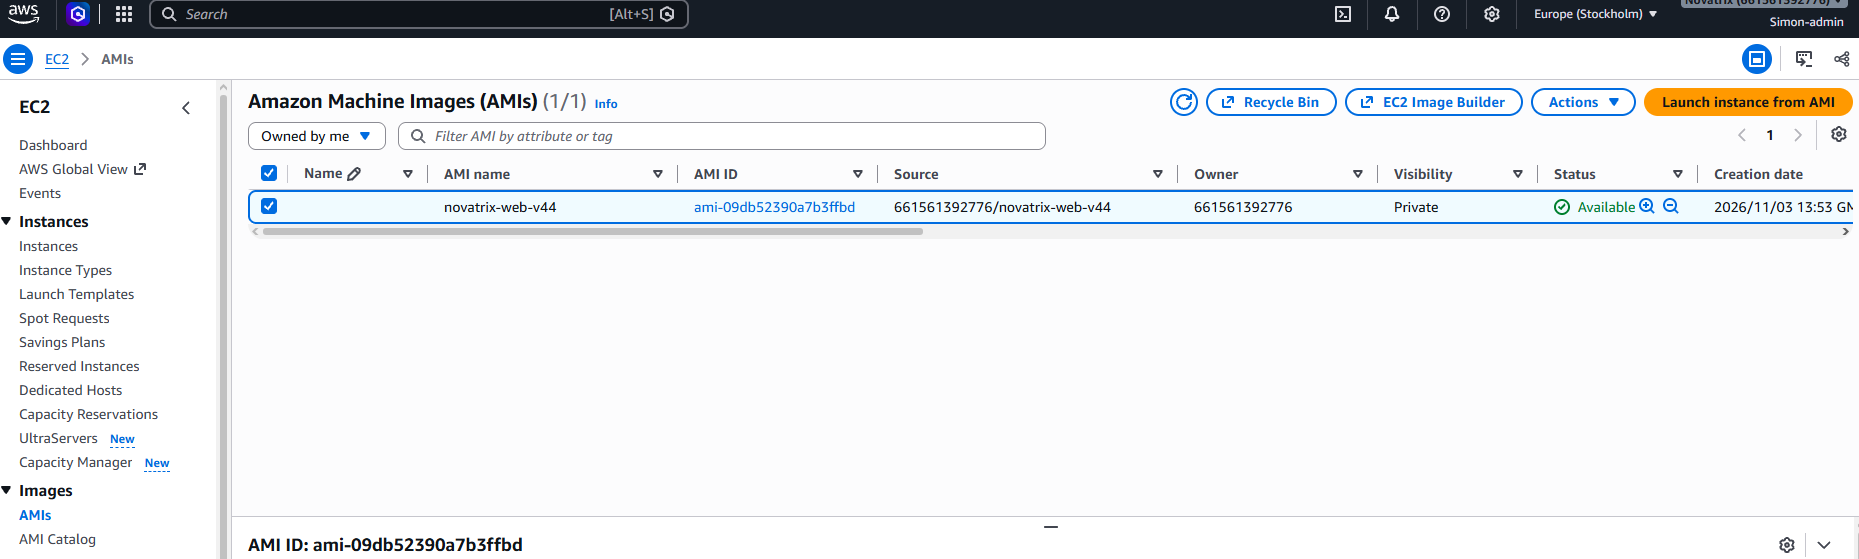 aws
Search [Alt+S]
Europe (Stockholm)
Novatrix (661561392776)
Simon-admin
EC2 > AMIs
EC2
Dashboard
AWS Global View
Events
Instances
Instances
Instance Types
Launch Templates
Spot Requests
Savings Plans
Reserved Instances
Dedicated Hosts
Capacity Reservations
UltraServers New
Capacity Manager New
Images
AMIs
AMI Catalog
Amazon Machine Images (AMIs) (1/1) Info
Recycle Bin
EC2 Image Builder
Actions
Launch instance from AMI
Owned by me
Filter AMI by attribute or tag
1
Name AMI name AMI ID Source Owner Visibility Status Creation date
novatrix-web-v44 ami-09db52390a7b3ffbd 661561392776/novatrix-web-v44 661561392776 Private Available 2026/11/03 13:53 GM
AMI ID: ami-09db52390a7b3ffbd